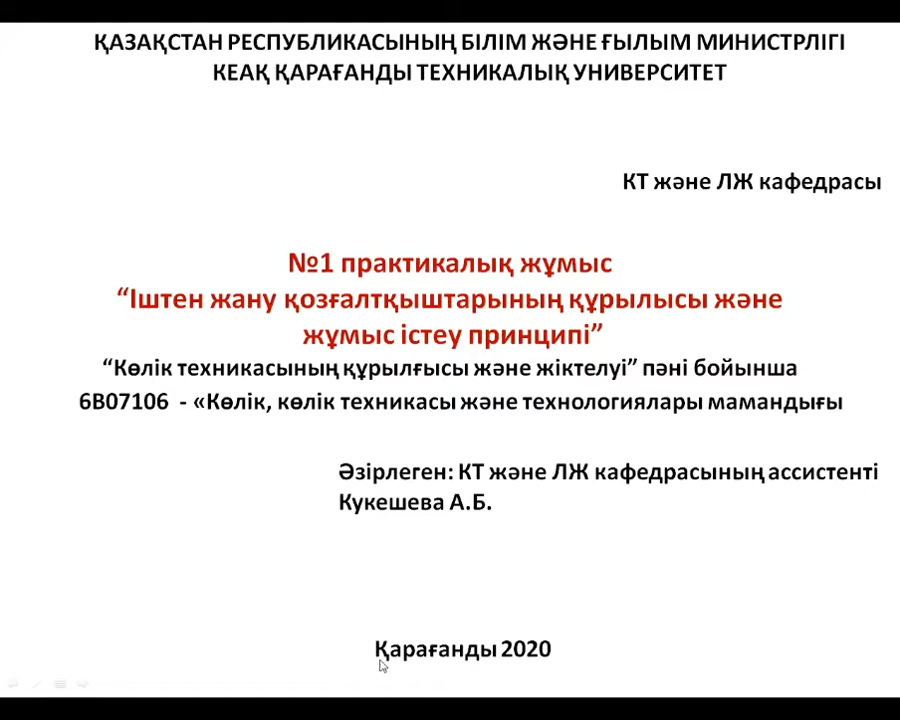 ҚАЗАҚСТАН РЕСПУБЛИКАСЫНЫҢ БІЛІМ ЖӘНЕ ҒЫЛЫМ МИНИСТРЛІГІ
КЕАҚ ҚАРАҒАНДЫ ТЕХНИКАЛЫҚ УНИВЕРСИТЕТ
КТ және ЛЖ кафедрасы
№1 практикалық жұмыс
“Іштен жану қозғалтқыштарының құрылысы және
жұмыс істеу принципі”
“Көлік техникасының құрылғысы және жіктелуі” пәні бойынша
6В07106 - «Көлік, көлік техникасы және технологиялары мамандығы
Әзірлеген: КТ және ЛЖ кафедрасының ассистенті
Кукешева А.Б.
Қарағанды 2020